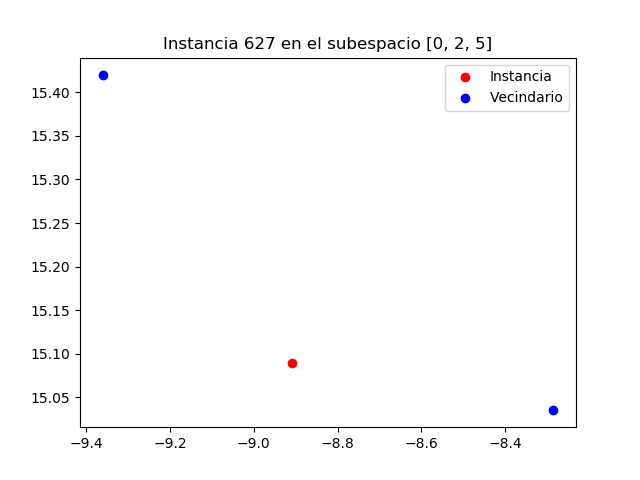 Instancia 627 en el subespacio [0, 2, 5]
Instancia
Vecindario
15.40
15.35
15.30
15.25
15.20
15.15
15.10
15.05
−9.4 −9.2 −9.0 −8.8 −8.6 −8.4